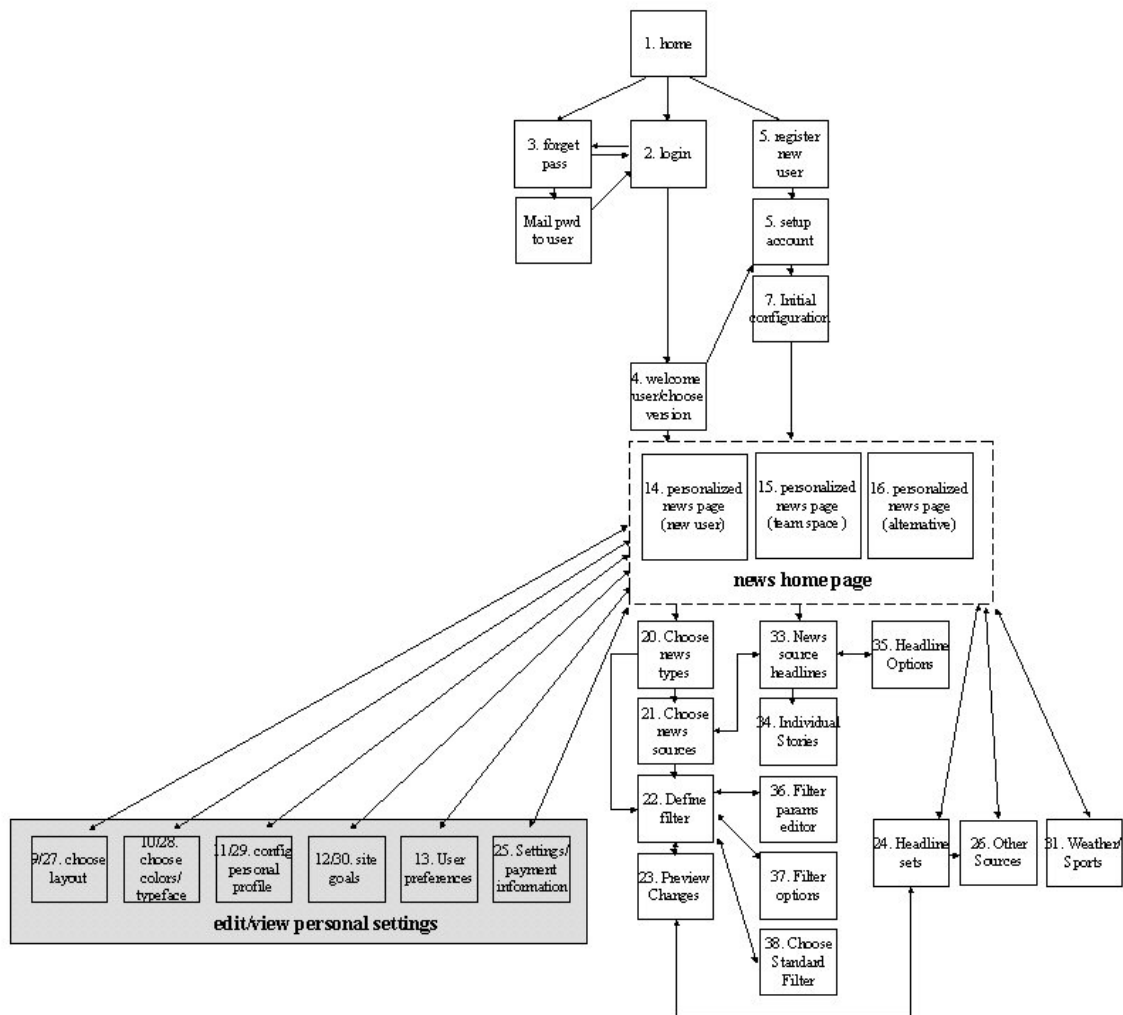 1. home
3. forget
pass
2. login
5. register
new
user
Mail pwd
to user
5. setup
account
7. Initial
configuration.
4. welcome
user/choose
version
14. personalized
news page
(new user)
15. personalized
news page
(team space )
16. personalized
news page
(alternative)
news home page
20. Choose
news
types
33. News
source
headlines
35. Headline
Options
21. Choose
news
sources
34. Individual
Stories
22. Define
filter
36. Filter
params
editor
9/27. choose
layout
10/28.
choose
colors/
typeface
11/29. config
personal
profile
12/30. site
goals
13. User
preferences
25. Settings/
payment
information
edit/view personal settings
24. Headline
sets
26. Other
Sources
31. Weather/
Sports
23. Preview
Changes
37. Filter
options
38. Choose
Standard
Filter